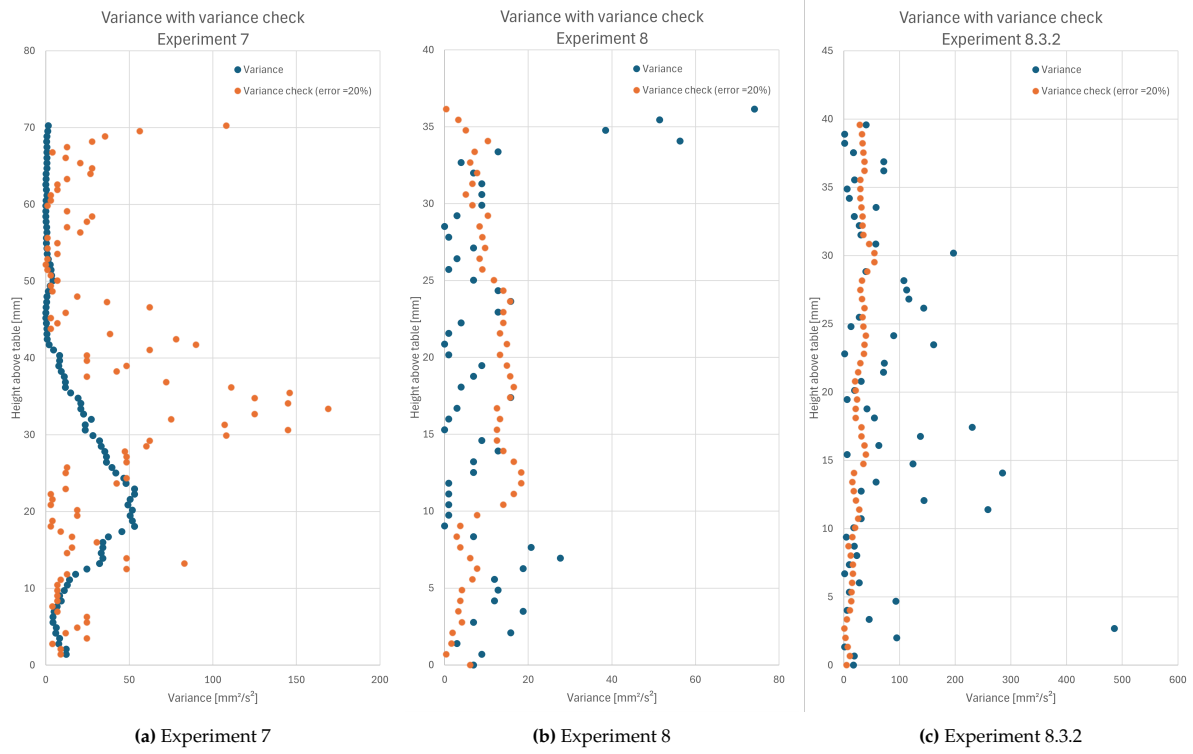 Variance with variance check
Experiment 7
80
70
60
50
40
30
20
10
0
0
50
100
150
200
Height above table [mm]
Variance [mm²/s²]
Variance
Variance check (error =20%)
(a) Experiment 7
Variance with variance check
Experiment 8
40
35
30
25
20
15
10
5
0
0
20
40
60
80
Height above table [mm]
Variance [mm²/s²]
Variance
Variance check (error =20%)
(b) Experiment 8
Variance with variance check
Experiment 8.3.2
45
40
35
30
25
20
15
10
5
0
0
100
200
300
400
500
600
Height above table [mm]
Variance [mm²/s²]
Variance
Variance check (error =20%)
(c) Experiment 8.3.2